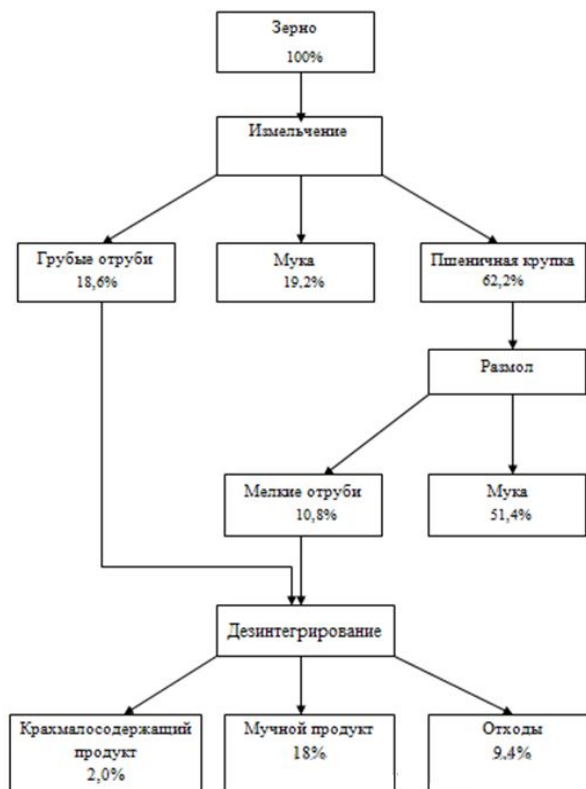 Зерно
100%
Измельчение
Грубые отруби
18,6%
Мука
19,2%
Пшеничная крупка
62,2%
Размол
Мелкие отруби
10,8%
Мука
51,4%
Дезинтегрирование
Крахмалосодержащий
продукт
2,0%
Мучной продукт
18%
Отходы
9,4%